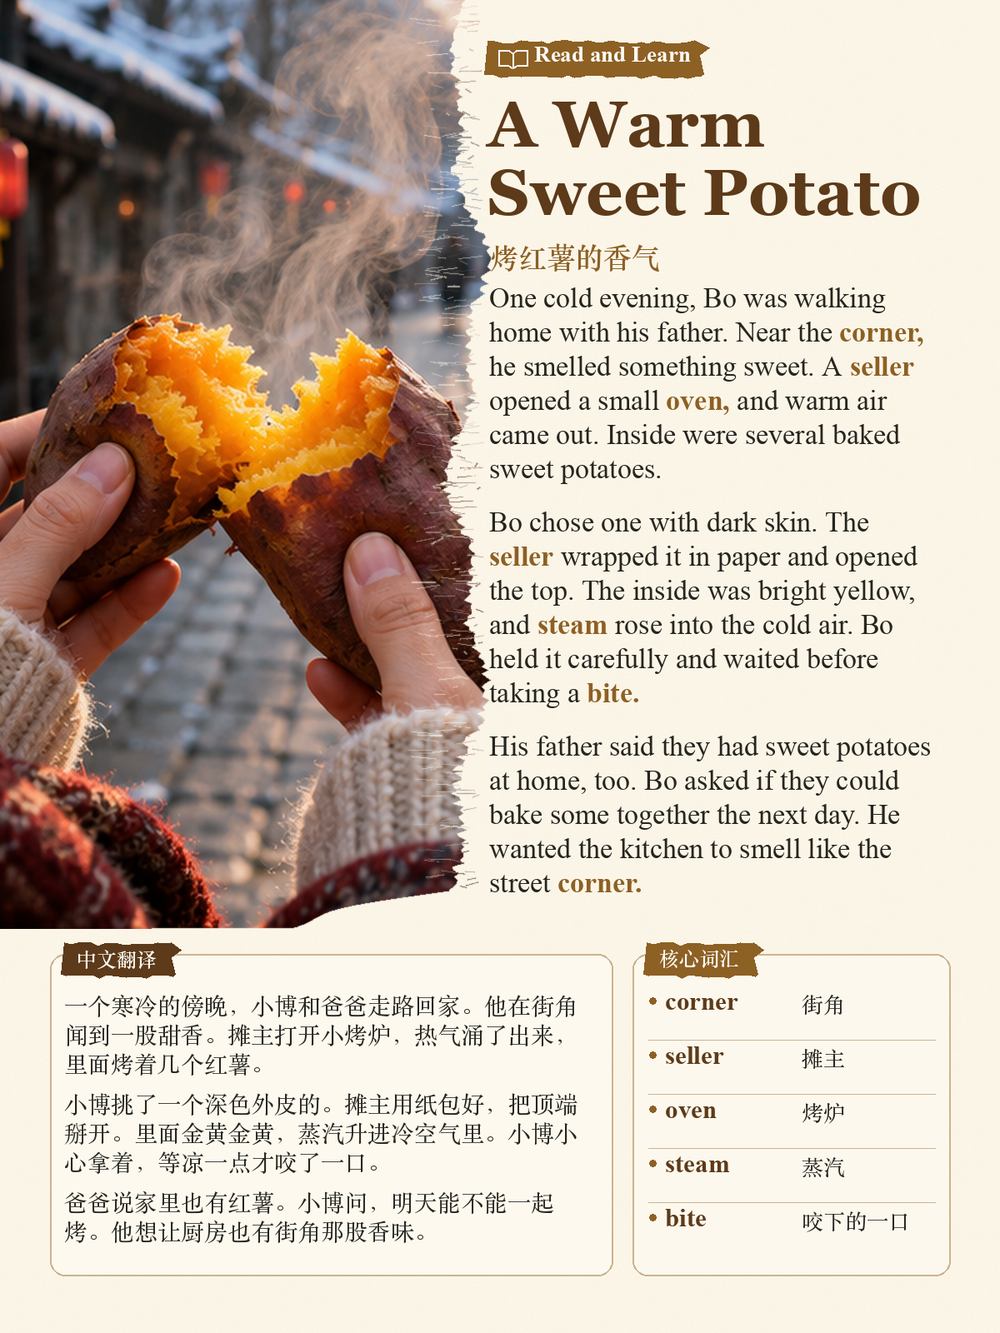 Read and Learn
A Warm
Sweet Potato
烤红薯的香气
One cold evening, Bo was walking
home with his father. Near the corner,
he smelled something sweet. A seller
opened a small oven, and warm air
came out. Inside were several baked
sweet potatoes.
Bo chose one with dark skin. The
seller wrapped it in paper and opened
the top. The inside was bright yellow,
and steam rose into the cold air. Bo
held it carefully and waited before
taking a bite.
His father said they had sweet potatoes
at home, too. Bo asked if they could
bake some together the next day. He
wanted the kitchen to smell like the
street corner.
中文翻译
一个寒冷的傍晚，小博和爸爸走路回家。他在街角
闻到一股甜香。摊主打开小烤炉，热气涌了出来，
里面烤着几个红薯。
小博挑了一个深色外皮的。摊主用纸包好，把顶端
掰开。里面金黄金黄，蒸汽升进冷空气里。小博小
心拿着，等凉一点才咬了一口。
爸爸说家里也有红薯。小博问，明天能不能一起
烤。他想让厨房也有街角那股香味。
核心词汇
• corner 街角
• seller 摊主
• oven 烤炉
• steam 蒸汽
• bite 咬下的一口